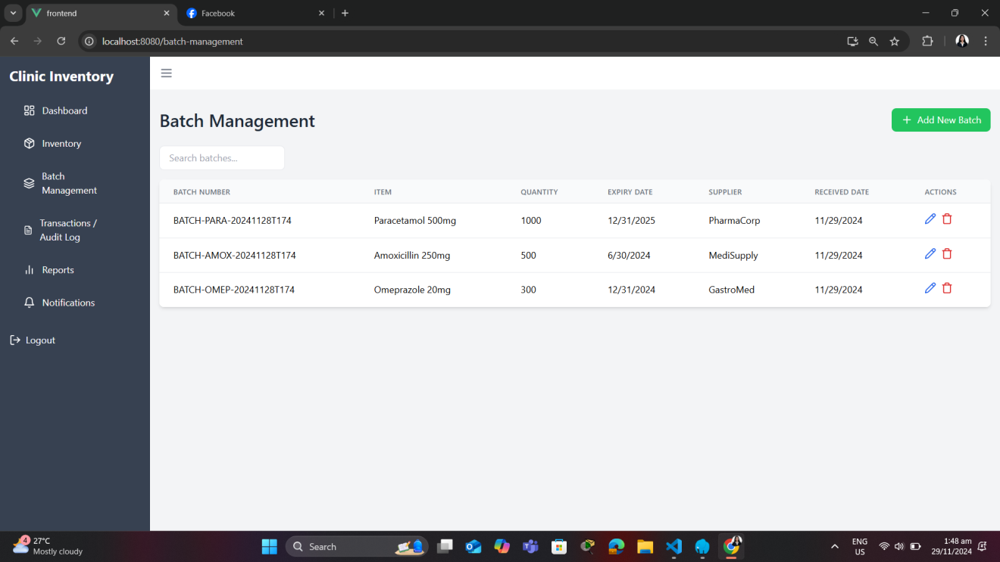 frontend
Facebook
localhost:8080/batch-management
Clinic Inventory
Dashboard
Inventory
Batch
Management
Transactions /
Audit Log
Reports
Notifications
Logout
Batch Management
Add New Batch
Search batches...
BATCH NUMBER ITEM QUANTITY EXPIRY DATE SUPPLIER RECEIVED DATE ACTIONS
BATCH-PARA-20241128T174 Paracetamol 500mg 1000 12/31/2025 PharmaCorp 11/29/2024
BATCH-AMOX-20241128T174 Amoxicillin 250mg 500 6/30/2024 MediSupply 11/29/2024
BATCH-OMEP-20241128T174 Omeprazole 20mg 300 12/31/2024 GastroMed 11/29/2024
4
27°C
Mostly cloudy
Search
ENG
US
1:48 am
29/11/2024